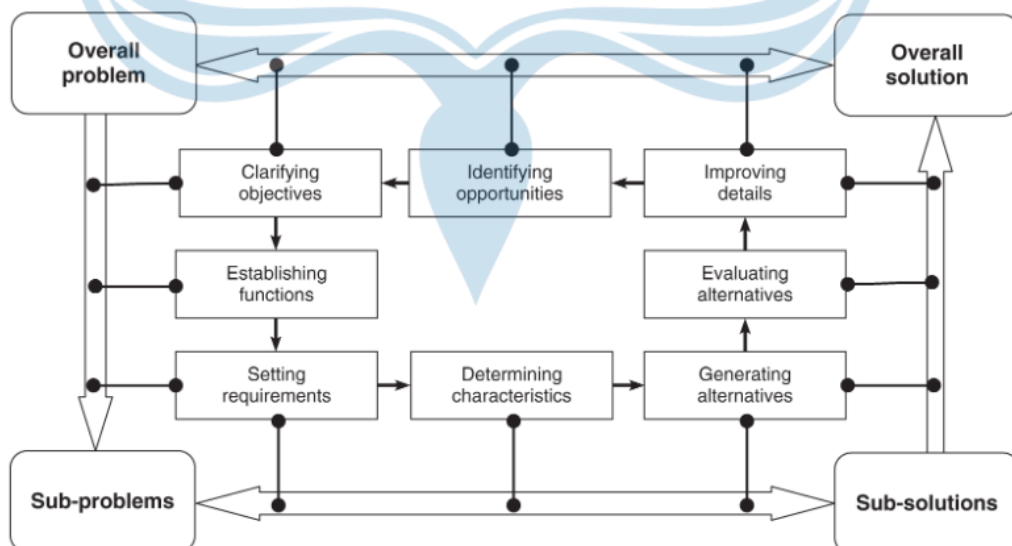 Overall
problem
Overall
solution
Clarifying
objectives
Identifying
opportunities
Improving
details
Establishing
functions
Evaluating
alternatives
Setting
requirements
Determining
characteristics
Generating
alternatives
Sub-problems
Sub-solutions